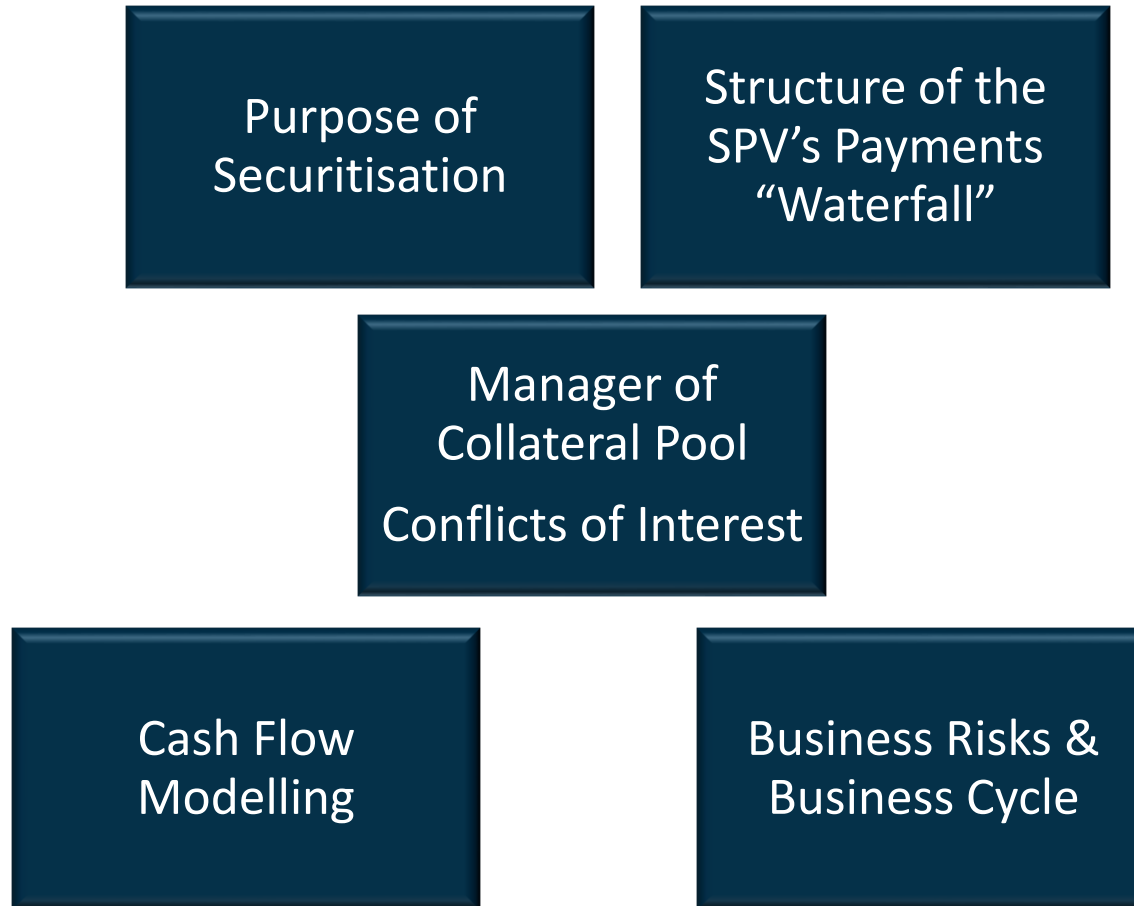 Purpose of
Securitisation
Structure of the
SPV’s Payments
“Waterfall”
Manager of
Collateral Pool
Conflicts of Interest
Cash Flow
Modelling
Business Risks &
Business Cycle